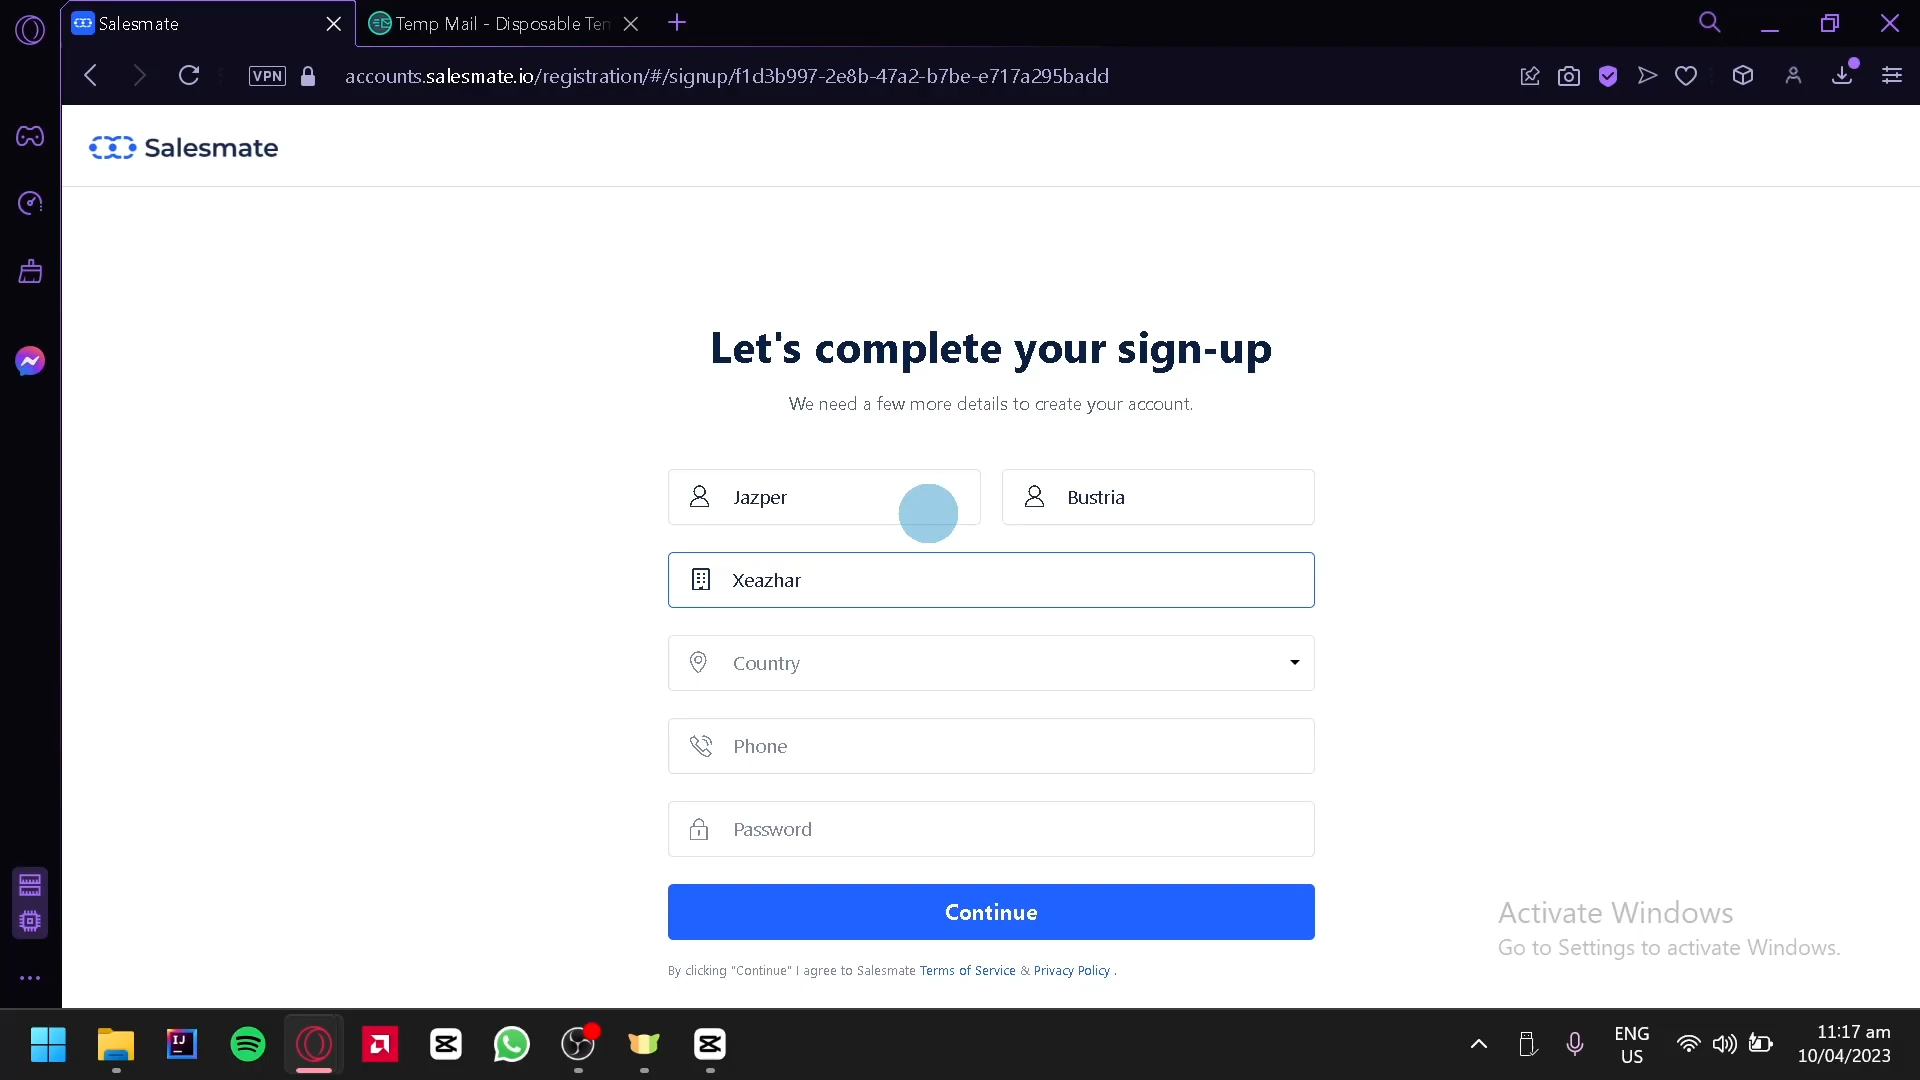 Salesmate
Temp Mail - Disposable Tem
VPN
accounts.salesmate.io/registration/#/signup/f1d3b997-2e8b-47a2-b7be-e717a295badd
Salesmate
Let's complete your sign-up
We need a few more details to create your account.
Jazper
Bustria
Xeazhar
Country
Phone
Password
Continue
By clicking "Continue" I agree to Salesmate Terms of Service & Privacy Policy .
Activate Windows
Go to Settings to activate Windows.
IJ
ENG
US
11:17 am
10/04/2023